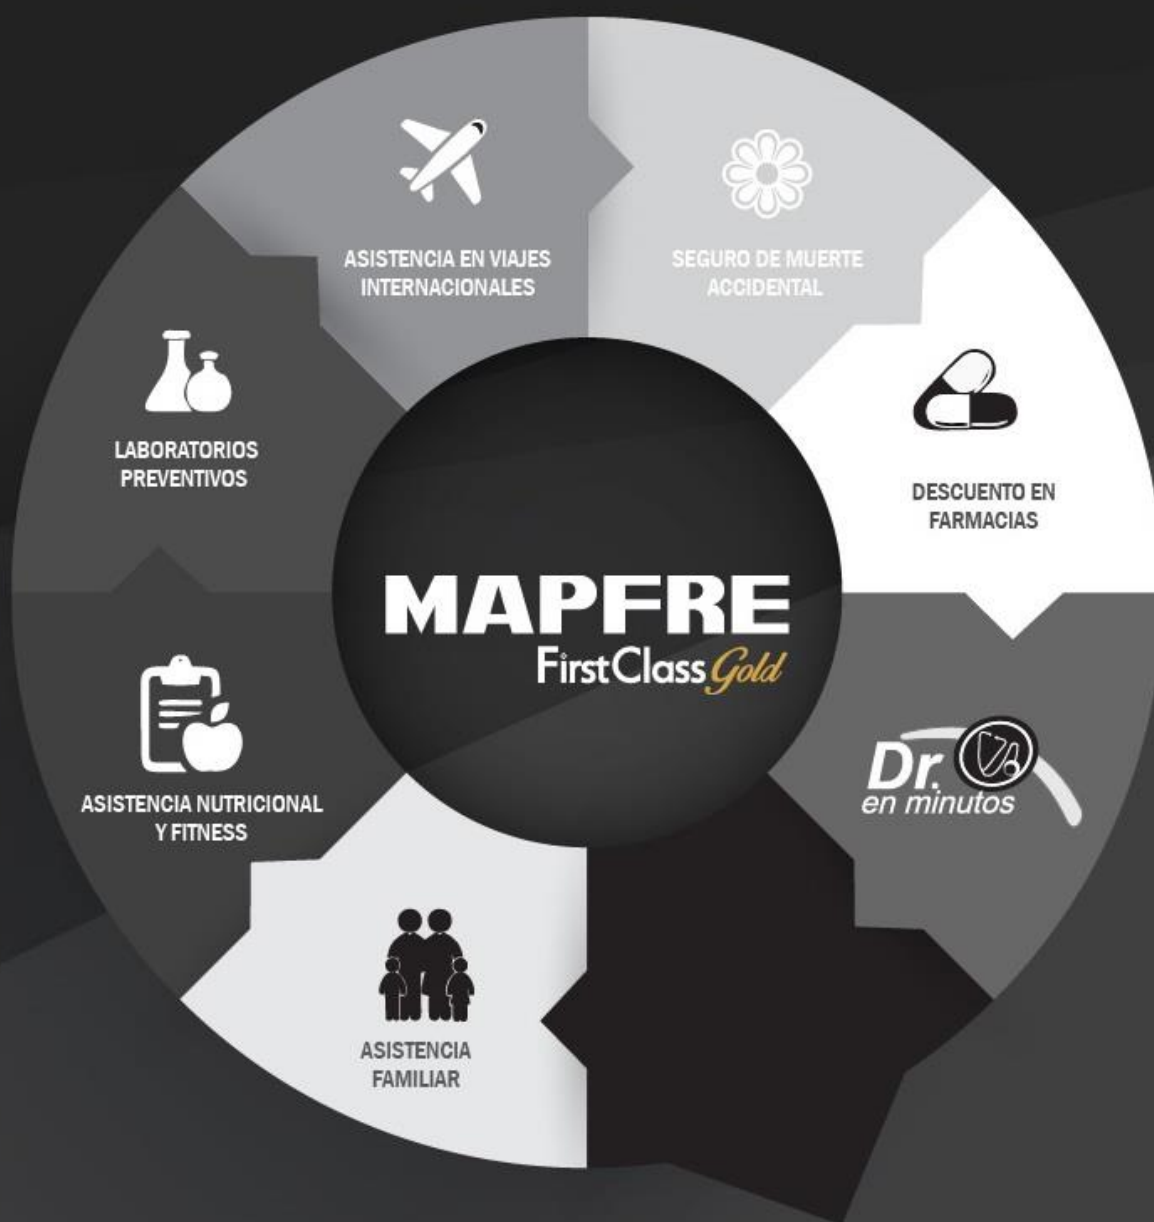 ASISTENCIA EN VIAJES
INTERNACIONALES
SEGURO DE MUERTE
ACCIDENTAL
DESCUENTO EN
FARMACIAS
Dr.
en minutos
ASISTENCIA
FAMILIAR
ASISTENCIA NUTRICIONAL
Y FITNESS
LABORATORIOS
PREVENTIVOS
MAPFRE
FirstClass Gold